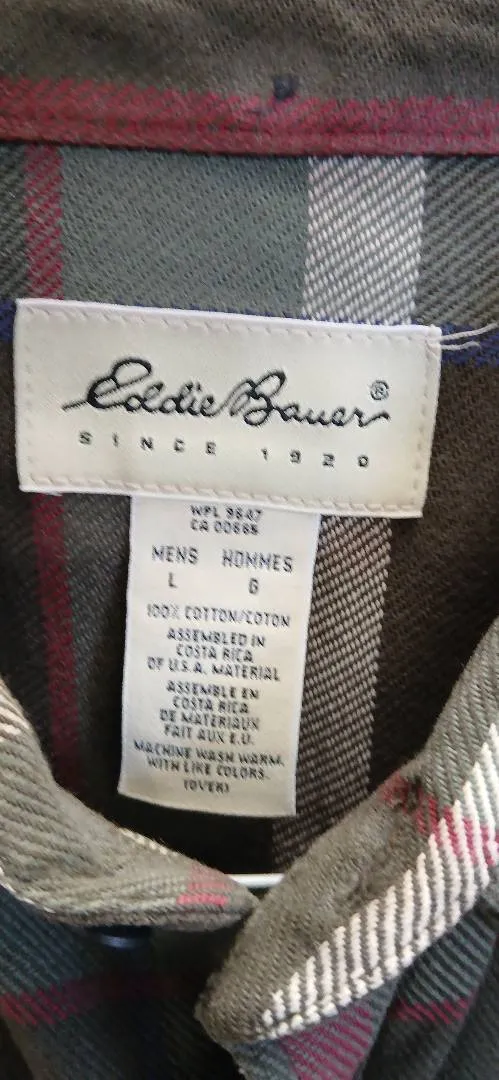 Eddie Bauer®
SINCE 1920
WPL 9647
CA 00665
MENS HOMMES
L G
100% COTTON/COTON
ASSEMBLED IN
COSTA RICA
OF U.S.A. MATERIAL
ASSEMBLE EN
COSTA RICA
DE MATERIAUX
FAIT AUX E.U.
MACHINE WASH WARM,
WITH LIKE COLORS.
(OVER)